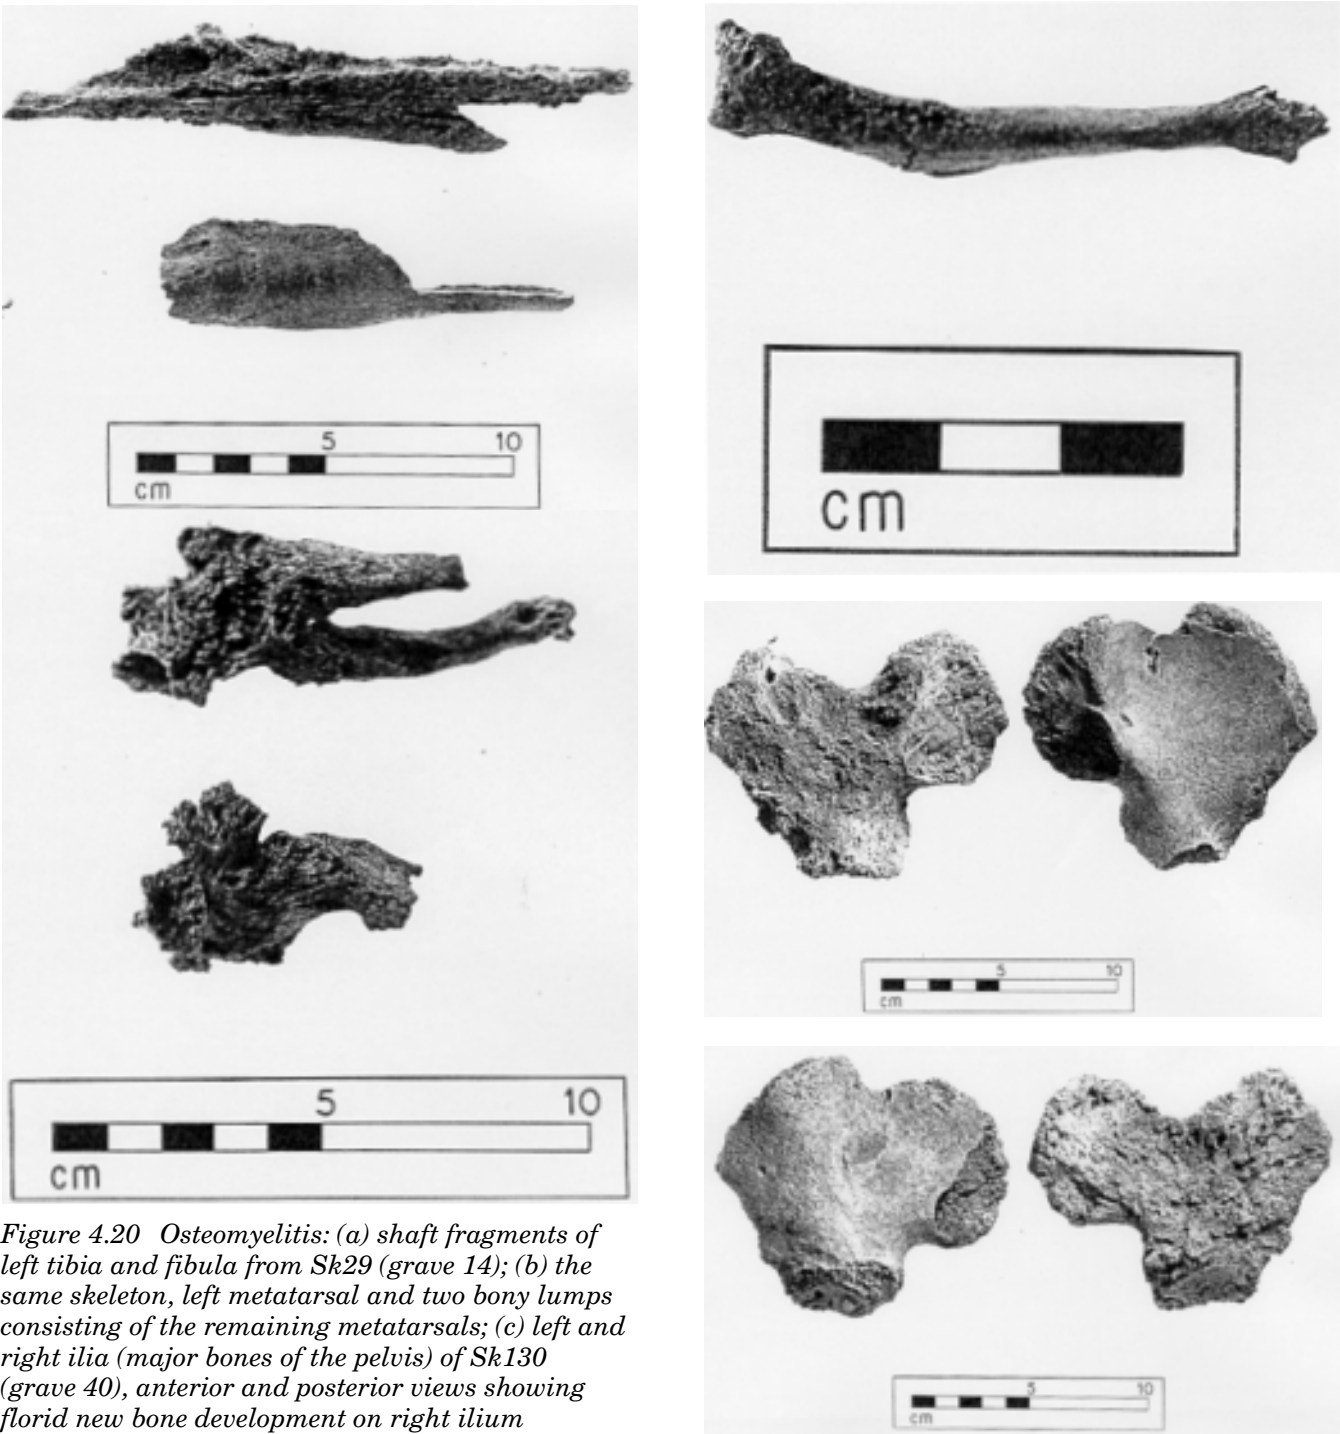 5 10
cm
cm
5 10
cm
5 10
cm
5 10
cm
Figure 4.20 Osteomyelitis: (a) shaft fragments of
left tibia and fibula from Sk29 (grave 14); (b) the
same skeleton, left metatarsal and two bony lumps
consisting of the remaining metatarsals; (c) left and
right ilia (major bones of the pelvis) of Sk130
(grave 40), anterior and posterior views showing
florid new bone development on right ilium